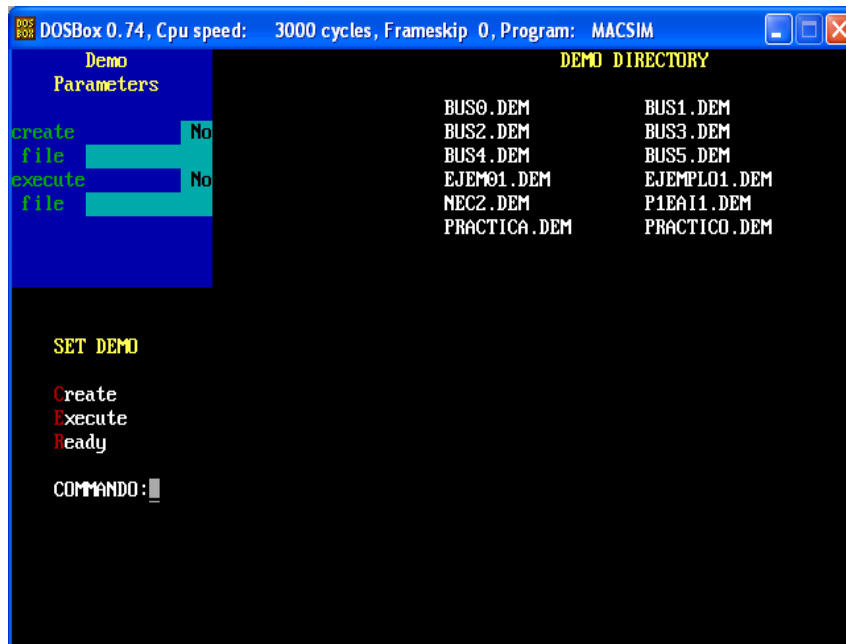 DOSBox 0.74, Cpu speed: 3000 cycles, Frameskip 0, Program: MACSIM
Demo
Parameters
create No
file
execute No
file
DEMO DIRECTORY
BUS0.DEM BUS1.DEM
BUS2.DEM BUS3.DEM
BUS4.DEM BUS5.DEM
EJEM01.DEM EJEMPLO1.DEM
NEC2.DEM P1EAI1.DEM
PRACTICA.DEM PRACTICO.DEM
SET DEMO
Create
Execute
Ready
COMMANDO: